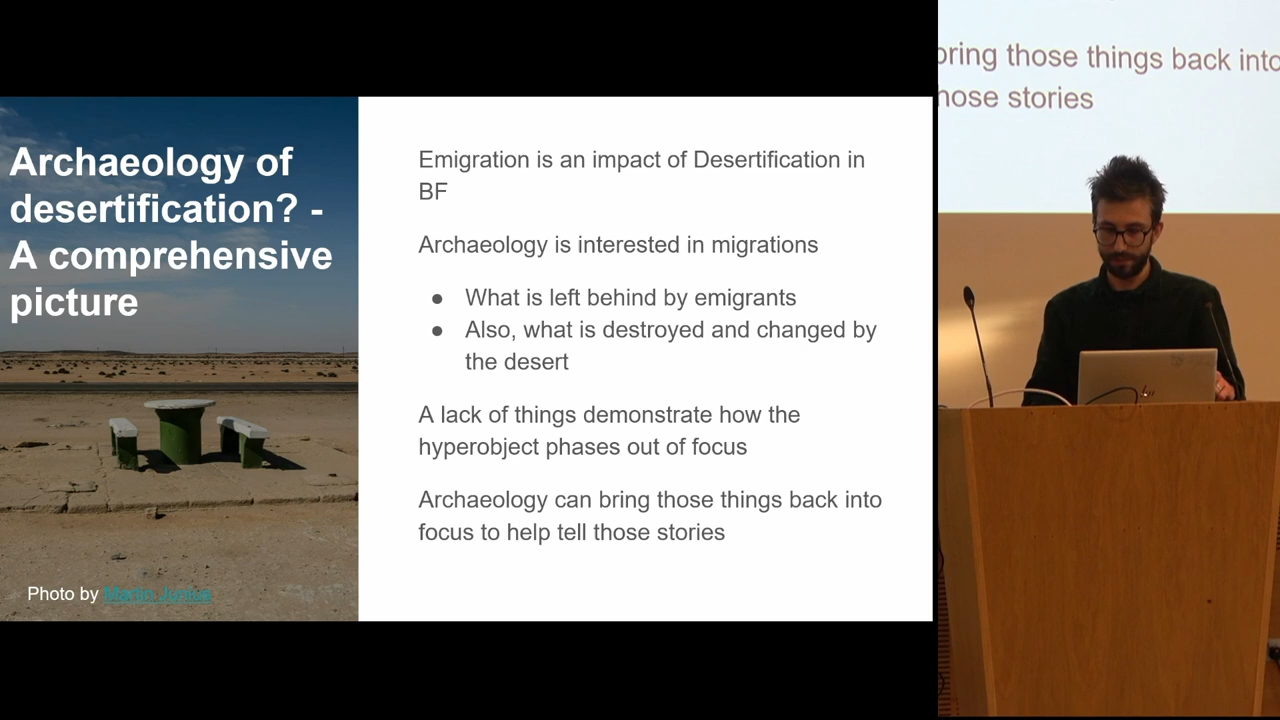 Archaeology of
desertification? -
A comprehensive
picture
Photo by Martin Junius
Emigration is an impact of Desertification in
BF
Archaeology is interested in migrations
● What is left behind by emigrants
● Also, what is destroyed and changed by
the desert
A lack of things demonstrate how the
hyperobject phases out of focus
Archaeology can bring those things back into
focus to help tell those stories
bring those things back into
those stories
hp